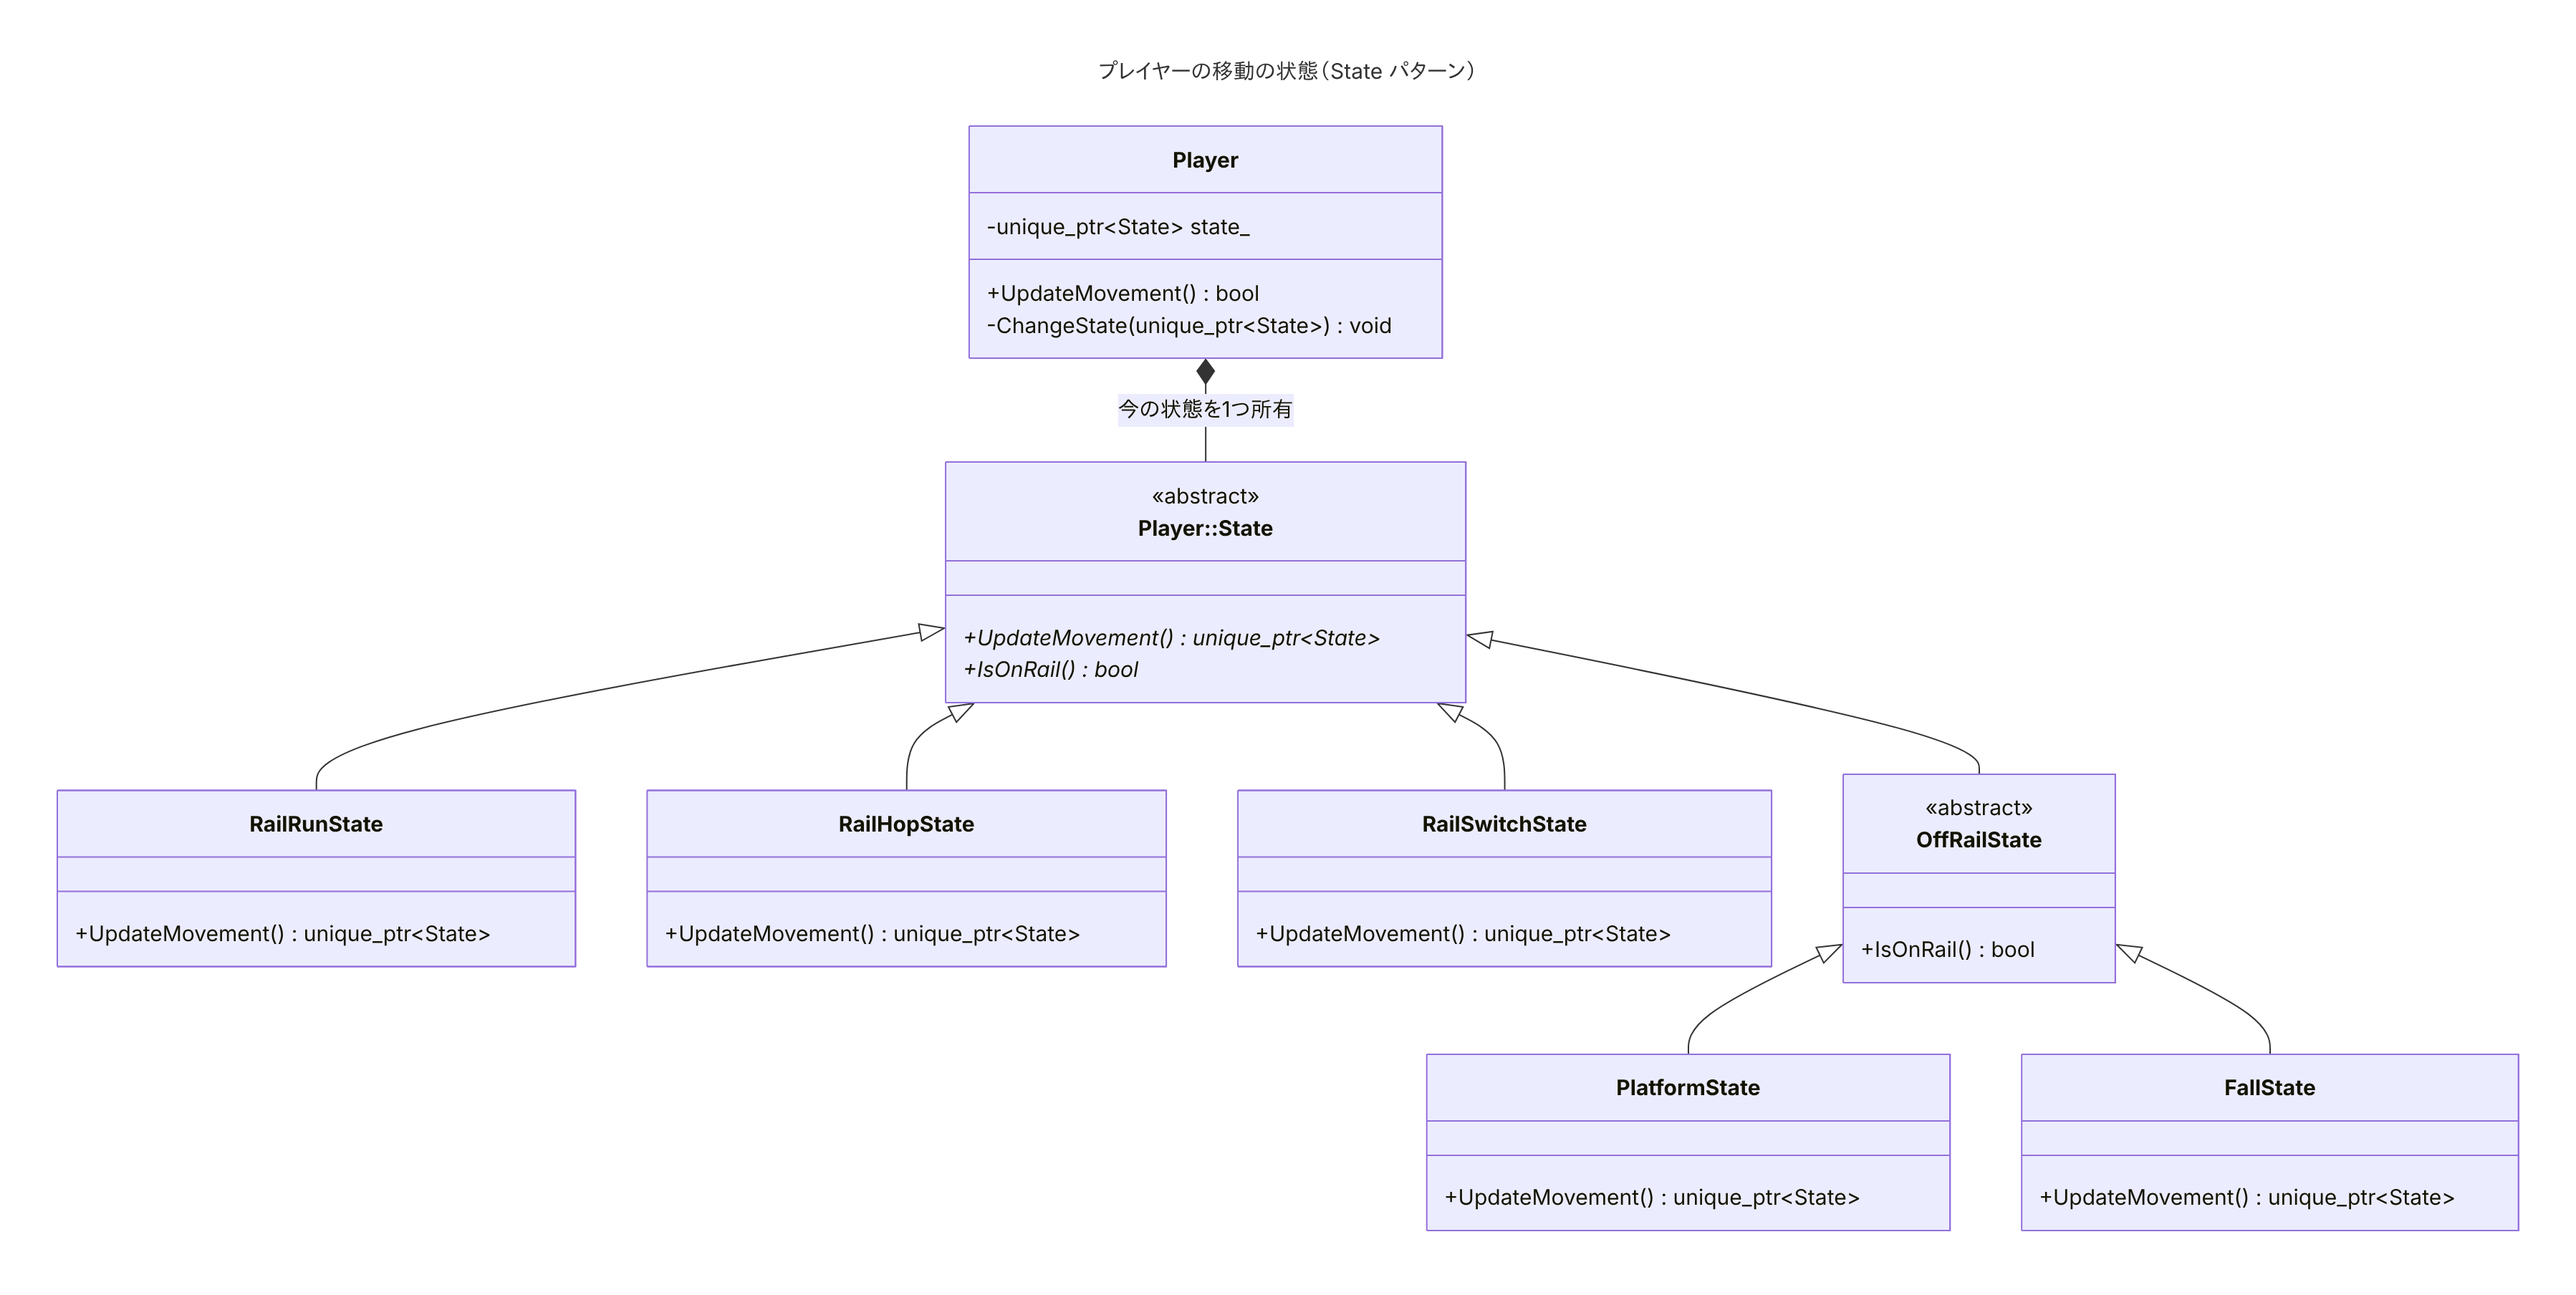 プレイヤーの移動の状態（State パターン）
Player
-unique_ptr<State> state_
+UpdateMovement() : bool
-ChangeState(unique_ptr<State>) : void
今の状態を1つ所有
«abstract»
Player::State
+UpdateMovement() : unique_ptr<State>
+IsOnRail() : bool
RailRunState
+UpdateMovement() : unique_ptr<State>
RailHopState
+UpdateMovement() : unique_ptr<State>
RailSwitchState
+UpdateMovement() : unique_ptr<State>
«abstract»
OffRailState
+IsOnRail() : bool
PlatformState
+UpdateMovement() : unique_ptr<State>
FallState
+UpdateMovement() : unique_ptr<State>